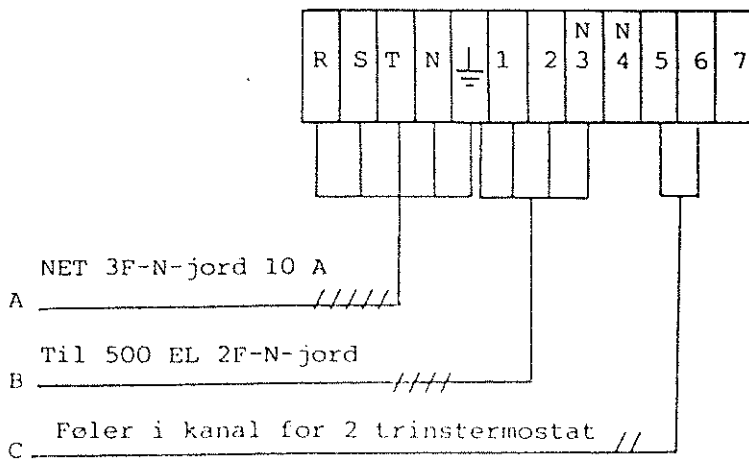 N N
R S T N 1 2 3 4 5 6 7
NET 3F-N-jord 10 A
A
Til 500 EL 2F-N-jord
B
Føler i kanal for 2 trinstermostat
C